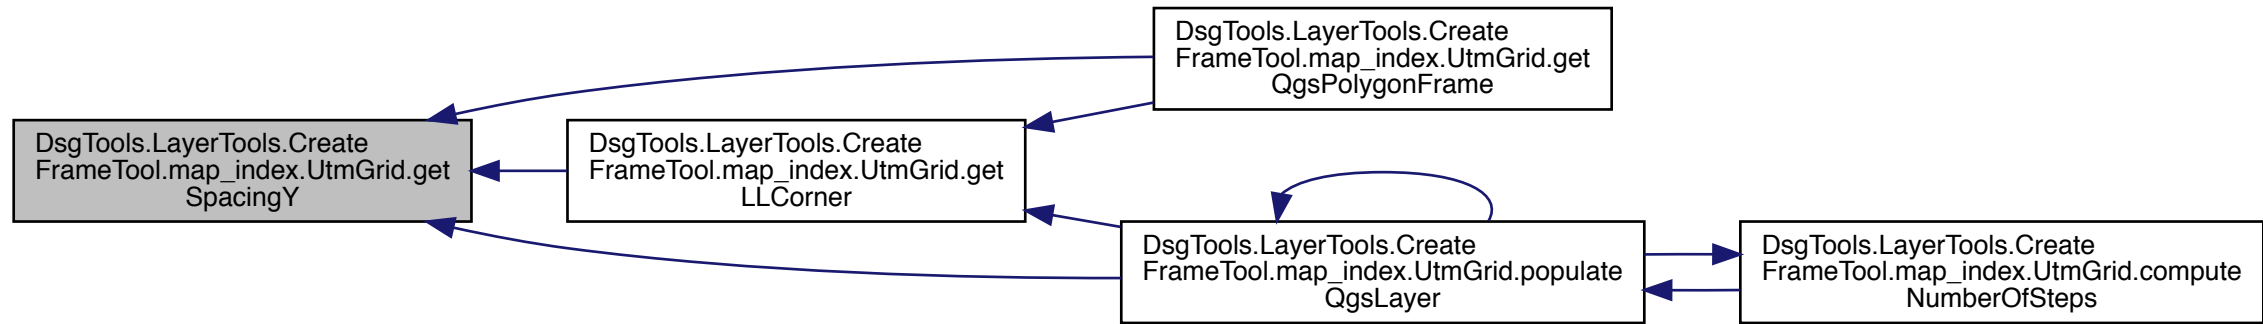 DsgTools.LayerTools.Create
FrameTool.map_index.UtmGrid.get
QgsPolygonFrame
DsgTools.LayerTools.Create
FrameTool.map_index.UtmGrid.get
SpacingY
DsgTools.LayerTools.Create
FrameTool.map_index.UtmGrid.get
LLCorner
DsgTools.LayerTools.Create
FrameTool.map_index.UtmGrid.populate
QgsLayer
DsgTools.LayerTools.Create
FrameTool.map_index.UtmGrid.compute
NumberOfSteps